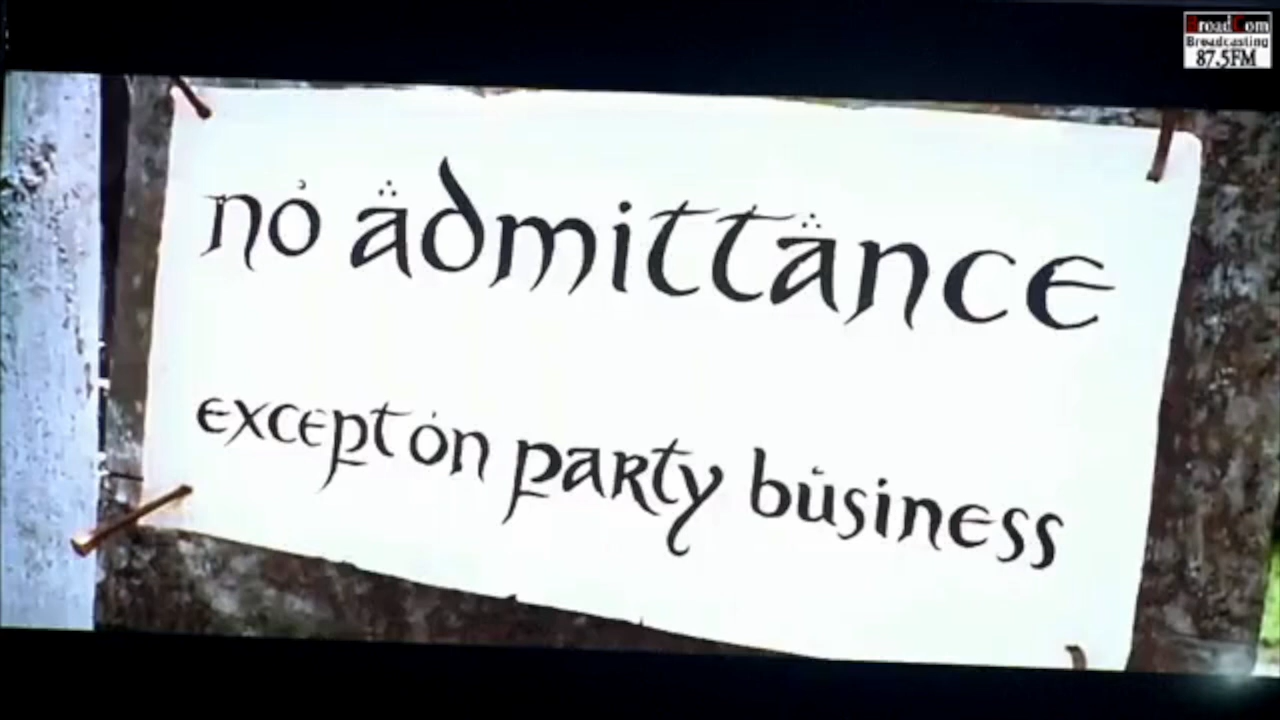 BroadCom
Broadcasting
87.5FM
no admittance
except on party business